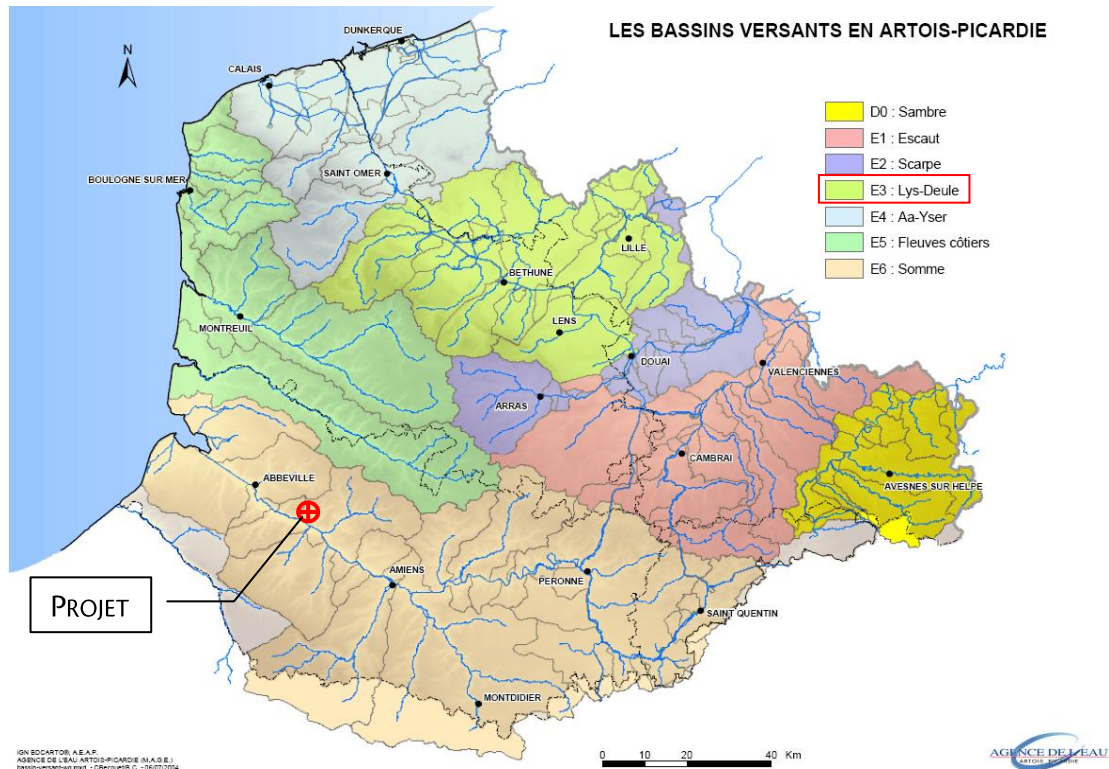 LES BASSINS VERSANTS EN ARTOIS-PICARDIE
N
DUNKERQUE
CALAIS
D0 : Sambre
E1 : Escaut
E2 : Scarpe
E3 : Lys-Deule
E4 : Aa-Yser
E5 : Fleuves côtiers
E6 : Somme
SAINT OMER
BOULOGNE SUR MER
LILLE
BETHUNE
MONTREUIL
LENS
DOUAI
VALENCIENNES
ARRAS
CAMBRAI
ABBEVILLE
AVESNES SUR HELPE
AMIENS
PERONNE
PROJET
SAINT QUENTIN
MONTDIDIER
IGN BDCARTO®, A.E.A.P.
AGENCE DE L'EAU ARTOIS-PICARDIE (M.A.G.E.)
0 10 20 40 Km
AGENCE DE L'EAU
ARTOIS PICARDIE